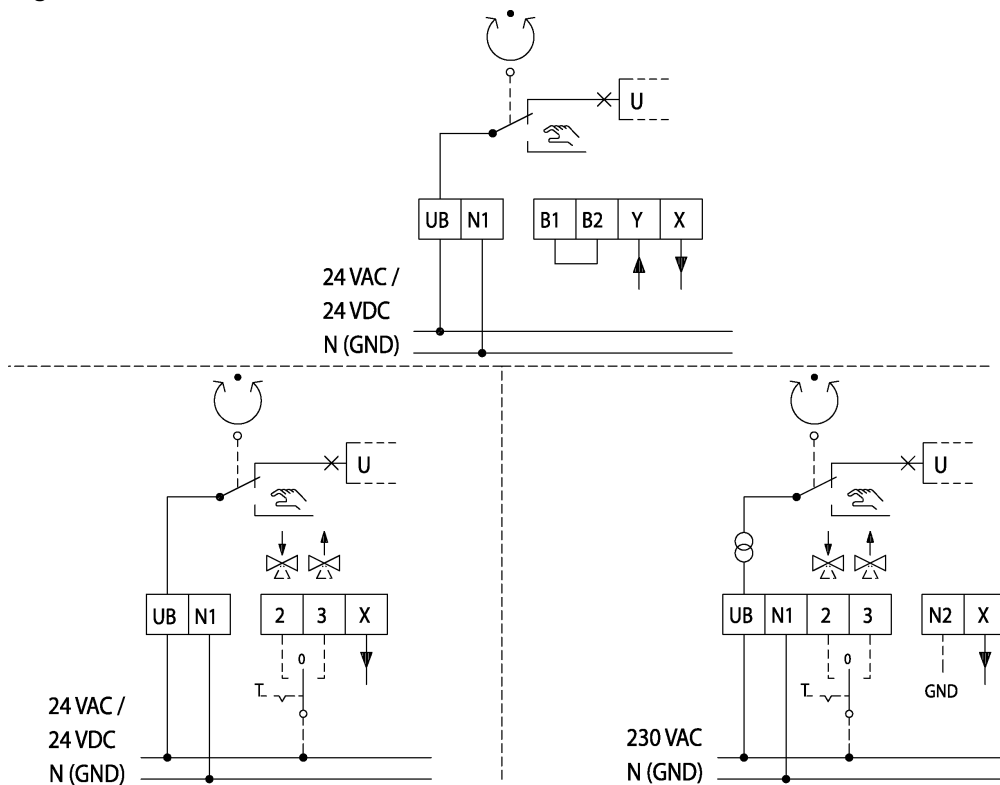 U
UB N1 B1 B2 Y X
24 VAC /
24 VDC
N (GND)
U
UB N1 2 3 X
0
T
24 VAC /
24 VDC
N (GND)
U
UB N1 2 3 N2 X
0
T
GND
230 VAC
N (GND)